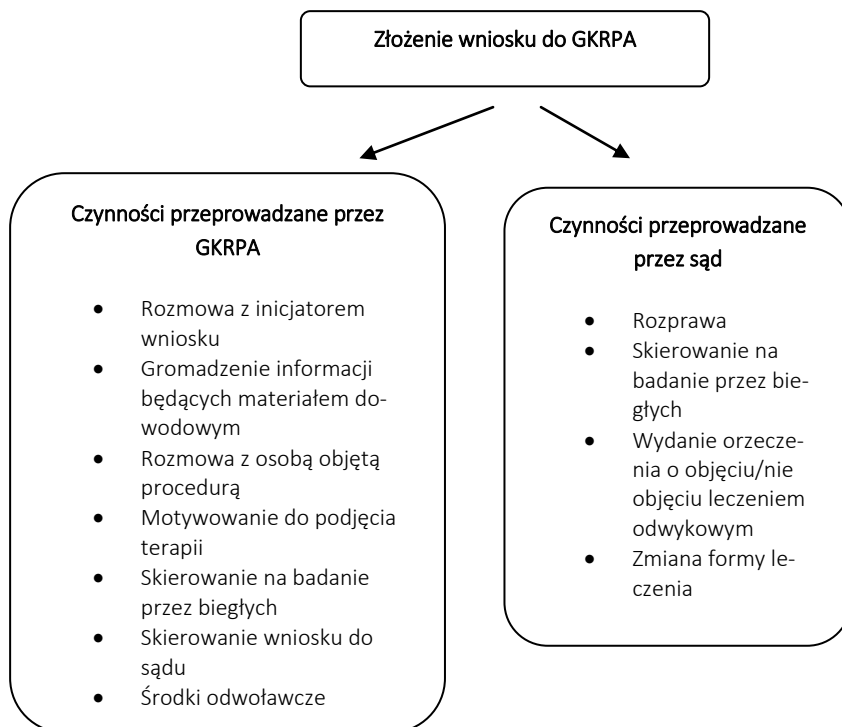 Złożenie wniosku do GKRPA
Czynności przeprowadzane przez
GKRPA
• Rozmowa z inicjatorem
wniosku
• Gromadzenie informacji
będących materiałem do-
wodowym
• Rozmowa z osobą objętą
procedurą
• Motywowanie do podjęcia
terapii
• Skierowanie na badanie
przez biegłych
• Skierowanie wniosku do
sądu
• Środki odwoławcze
Czynności przeprowadzane
przez sąd
• Rozprawa
• Skierowanie na
badanie przez bie-
głych
• Wydanie orzecze-
nia o objęciu/nie
objęciu leczeniem
odwykowym
• Zmiana formy le-
czenia